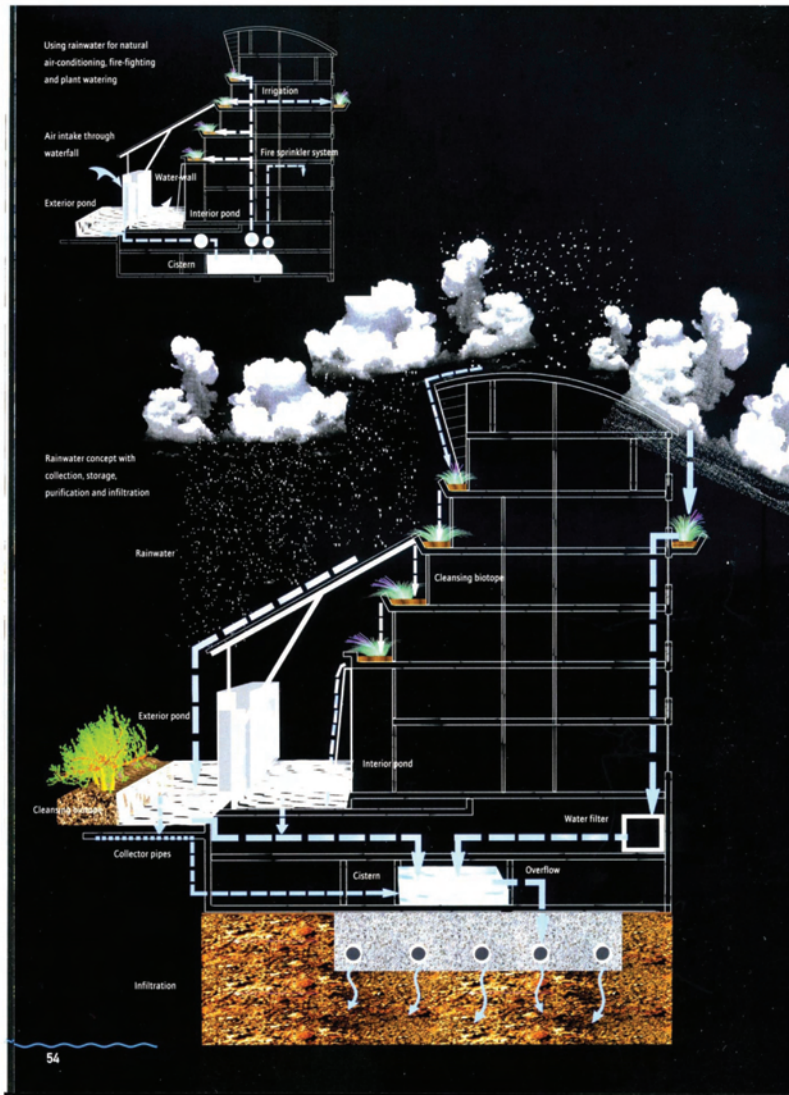 Using rainwater for natural
air-conditioning, fire-fighting
and plant watering
Irrigation
Air intake through
waterfall
Fire sprinkler system
Water-wall
Exterior pond
Interior pond
Cistern
Rainwater concept with
collection, storage,
purification and infiltration
Rainwater
Cleansing biotope
Exterior pond
Interior pond
Cleansing biotope
Water filter
Collector pipes
Cistern
Overflow
Infiltration
54